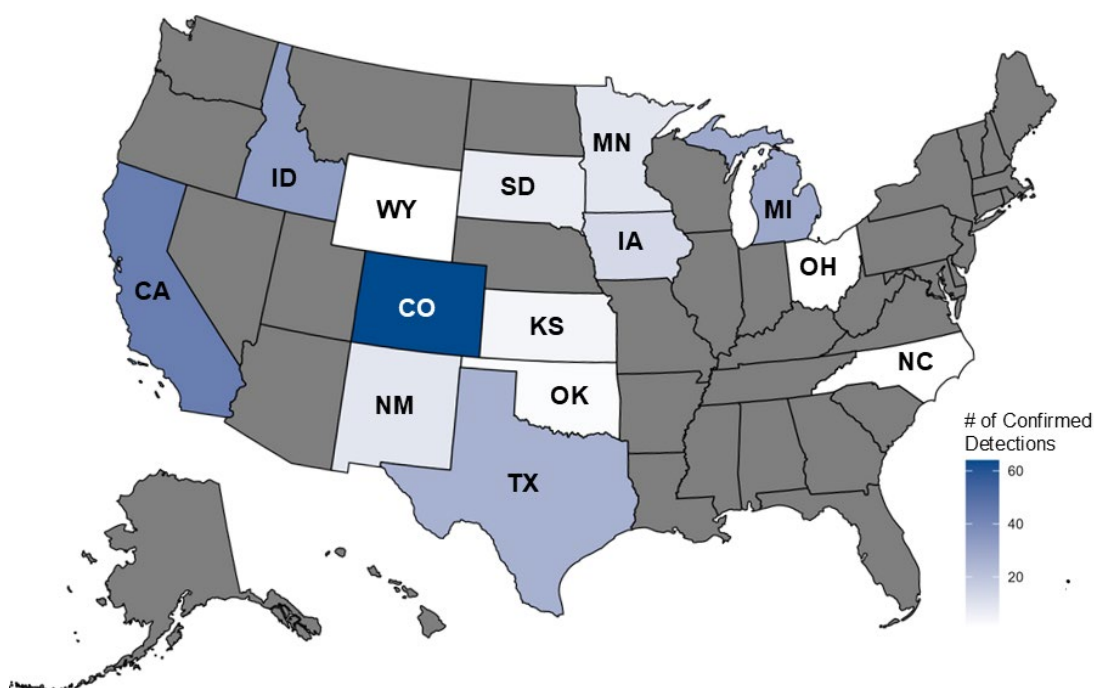 MN
ID
SD
WY
MI
IA
OH
CA
CO
KS
NC
OK
NM
TX
# of Confirmed
Detections
60
40
20